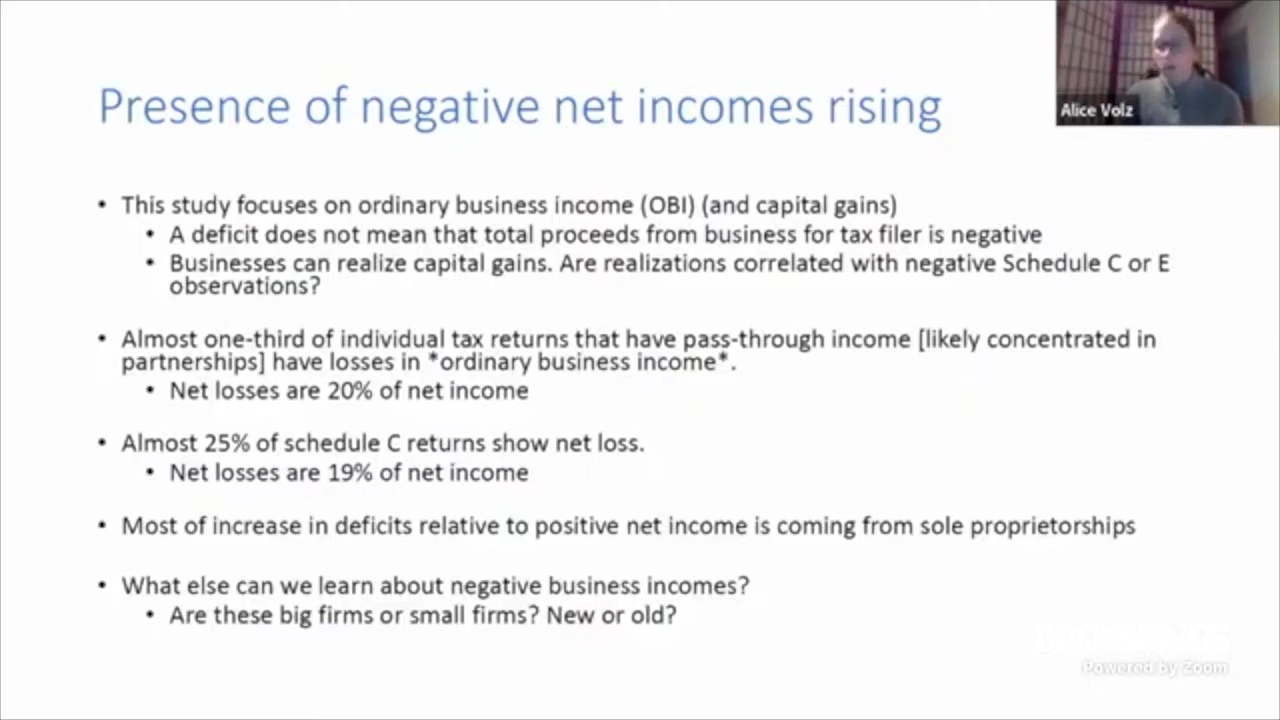 Alice Volz
Presence of negative net incomes rising
• This study focuses on ordinary business income (OBI) (and capital gains)
• A deficit does not mean that total proceeds from business for tax filer is negative
• Businesses can realize capital gains. Are realizations correlated with negative Schedule C or E
observations?
• Almost one-third of individual tax returns that have pass-through income [likely concentrated in
partnerships] have losses in *ordinary business income*.
• Net losses are 20% of net income
• Almost 25% of schedule C returns show net loss.
• Net losses are 19% of net income
• Most of increase in deficits relative to positive net income is coming from sole proprietorships
• What else can we learn about negative business incomes?
• Are these big firms or small firms? New or old?
Powered by Zoom